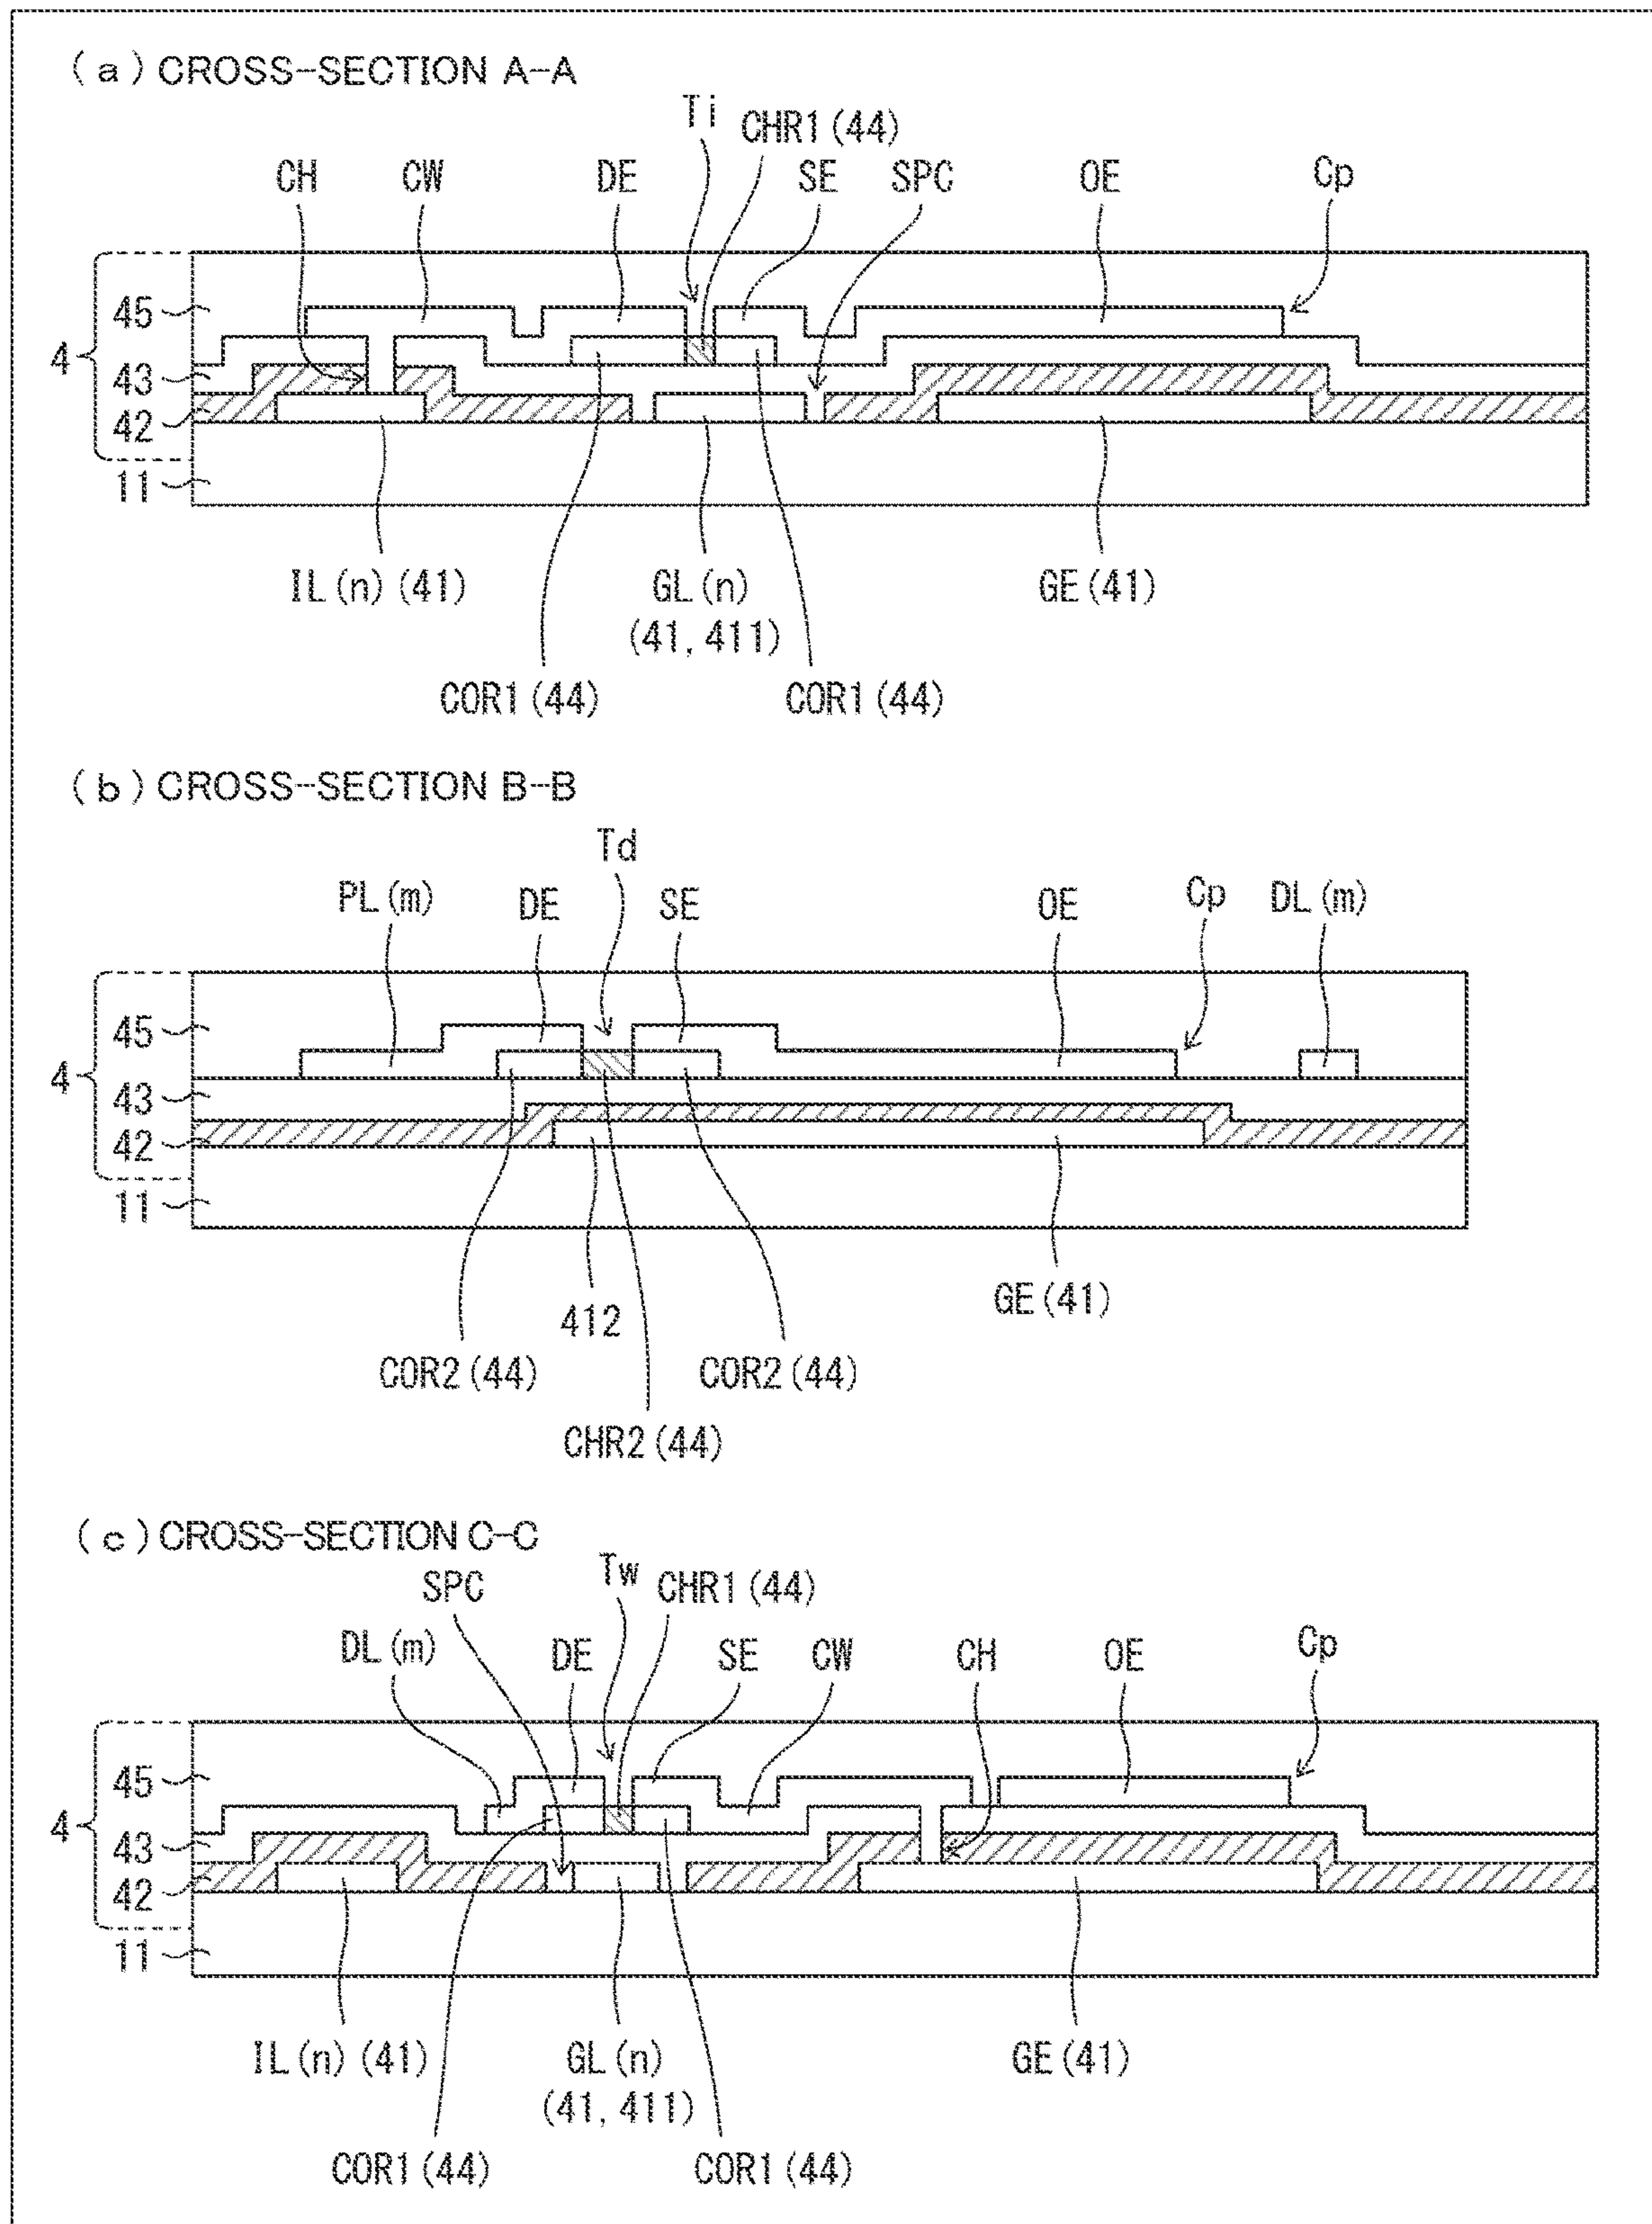 (a) CROSS-SECTION A-A
Ti
CHR1(44)
CH
CW
DE
SE
SPC
OE
Cp
4
45
43
42
11
IL(n)(41)
GL(n)
(41, 411)
GE(41)
COR1(44)
COR1(44)
(b) CROSS-SECTION B-B
Td
PL(m)
DE
SE
OE
Cp
DL(m)
4
45
43
42
11
412
GE(41)
COR2(44)
COR2(44)
CHR2(44)
(c) CROSS-SECTION C-C
SPC
Tw
CHR1(44)
DL(m)
DE
SE
CW
CH
OE
Cp
4
45
43
42
11
IL(n)(41)
GL(n)
(41, 411)
GE(41)
COR1(44)
COR1(44)